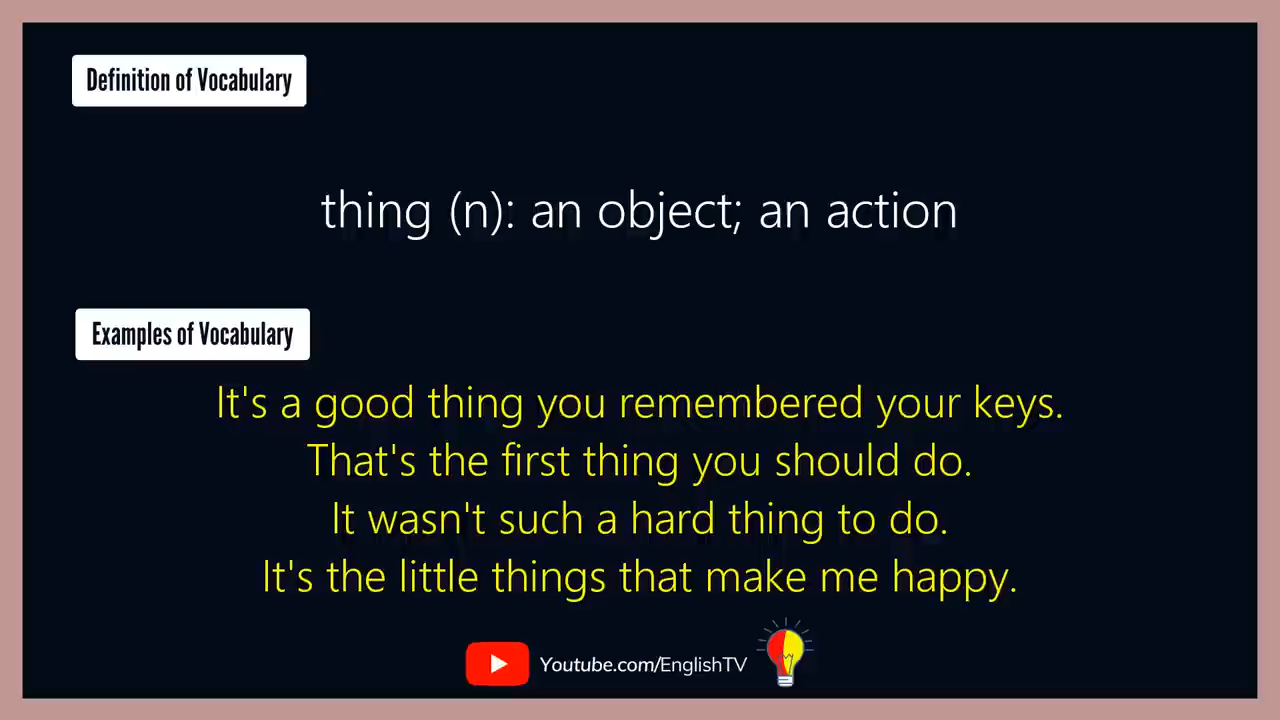 Definition of Vocabulary
thing (n): an object; an action
Examples of Vocabulary
It's a good thing you remembered your keys.
That's the first thing you should do.
It wasn't such a hard thing to do.
It's the little things that make me happy.
Youtube.com/EnglishTV